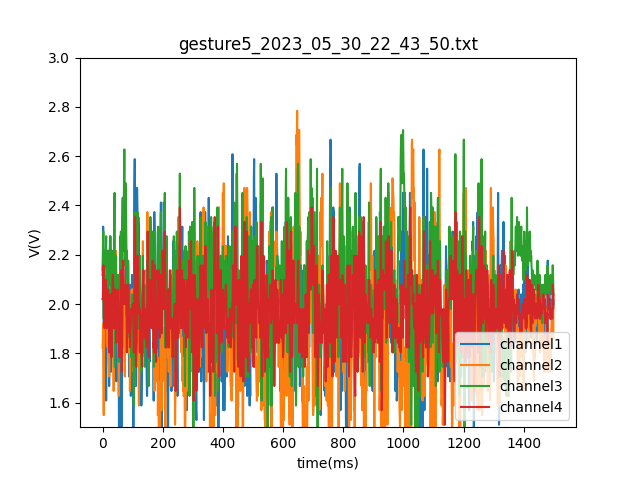 gesture5_2023_05_30_22_43_50.txt
3.0
2.8
2.6
2.4
2.2
2.0
1.8
1.6
V(V)
0 200 400 600 800 1000 1200 1400
time(ms)
channel1
channel2
channel3
channel4